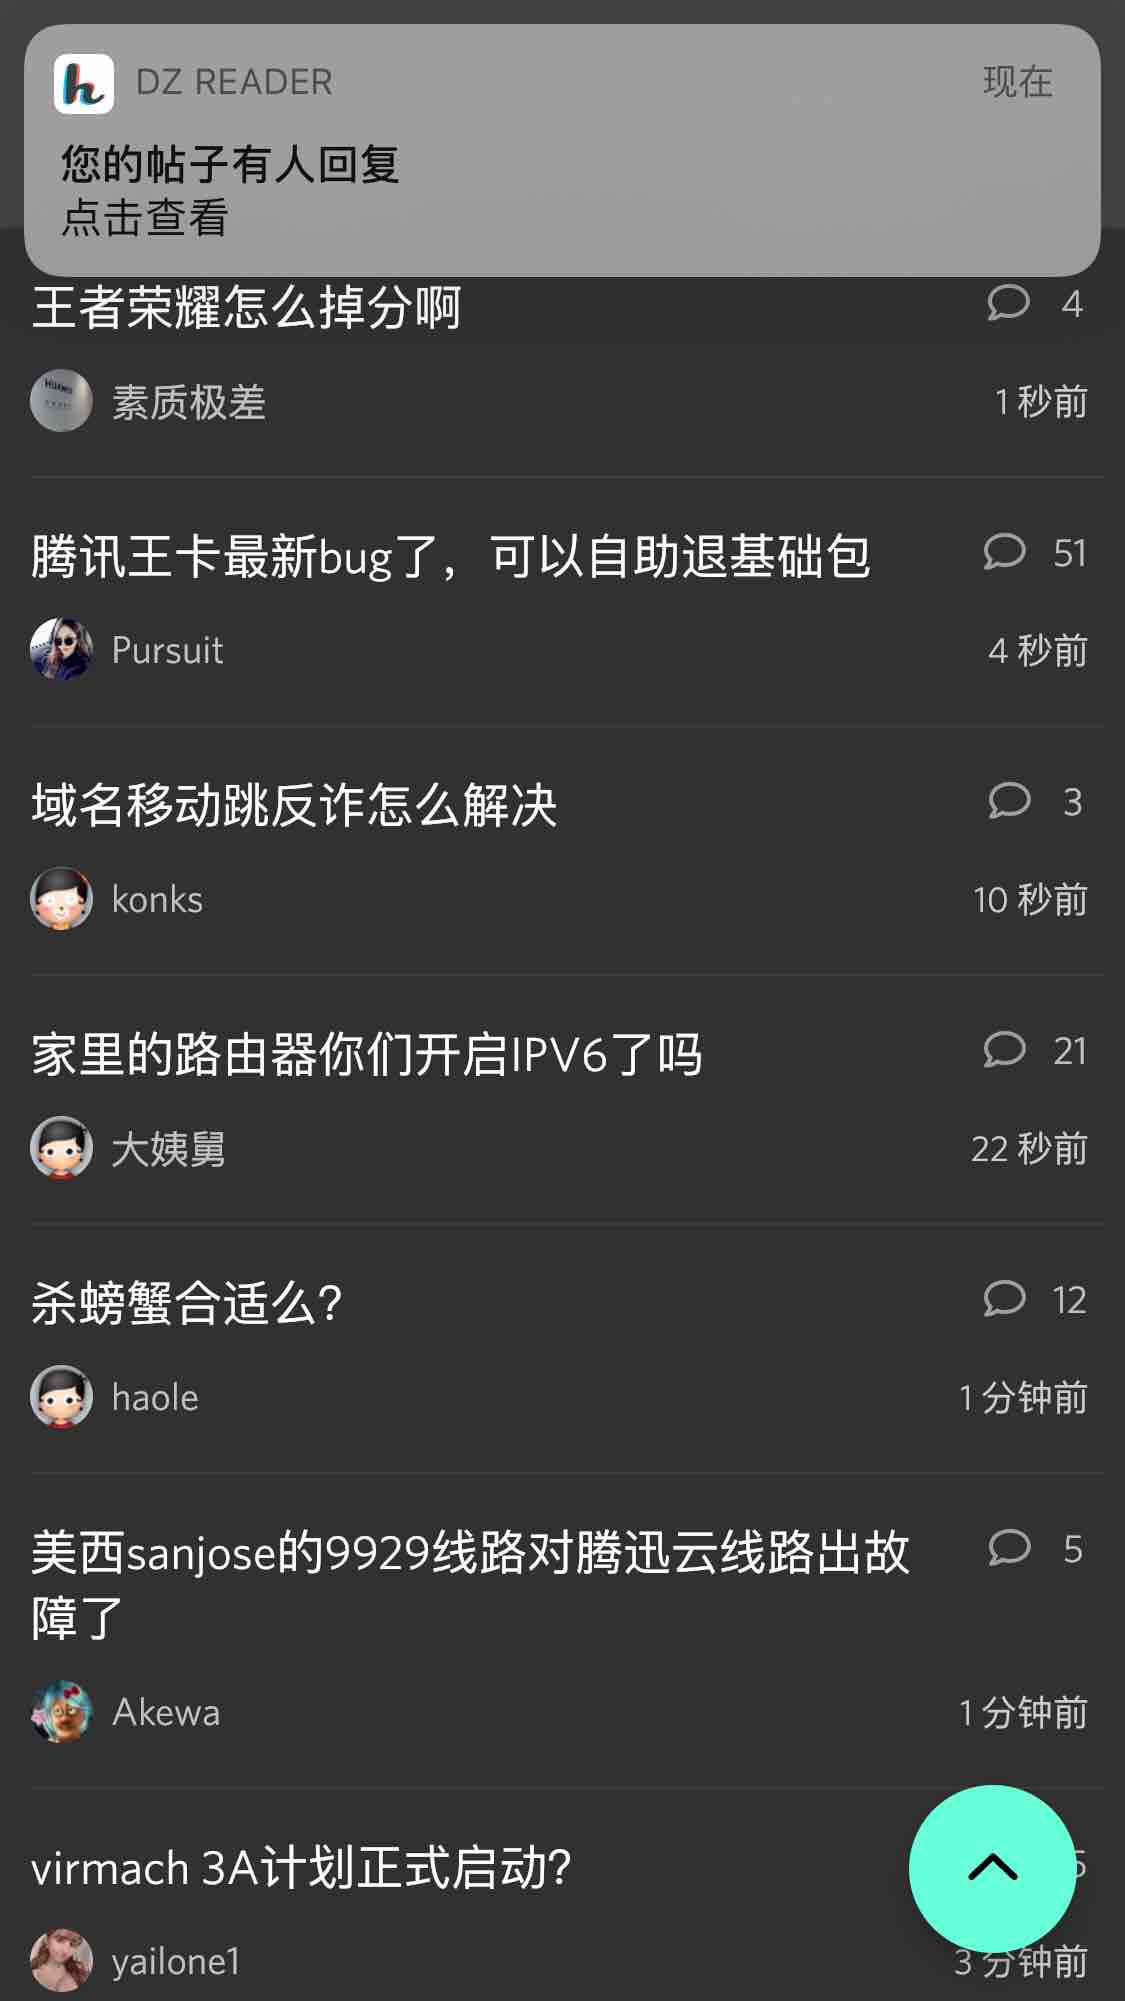 DZ READER 现在
您的帖子有人回复
点击查看
王者荣耀怎么掉分啊 4
素质极差 1 秒前
腾讯王卡最新bug了，可以自助退基础包 51
Pursuit 4 秒前
域名移动跳反诈怎么解决 3
konks 10 秒前
家里的路由器你们开启IPV6了吗 21
大姨舅 22 秒前
杀螃蟹合适么? 12
haole 1 分钟前
美西sanjose的9929线路对腾迅云线路出故 5
障了
Akewa 1 分钟前
virmach 3A计划正式启动?
yailone1 3 分钟前